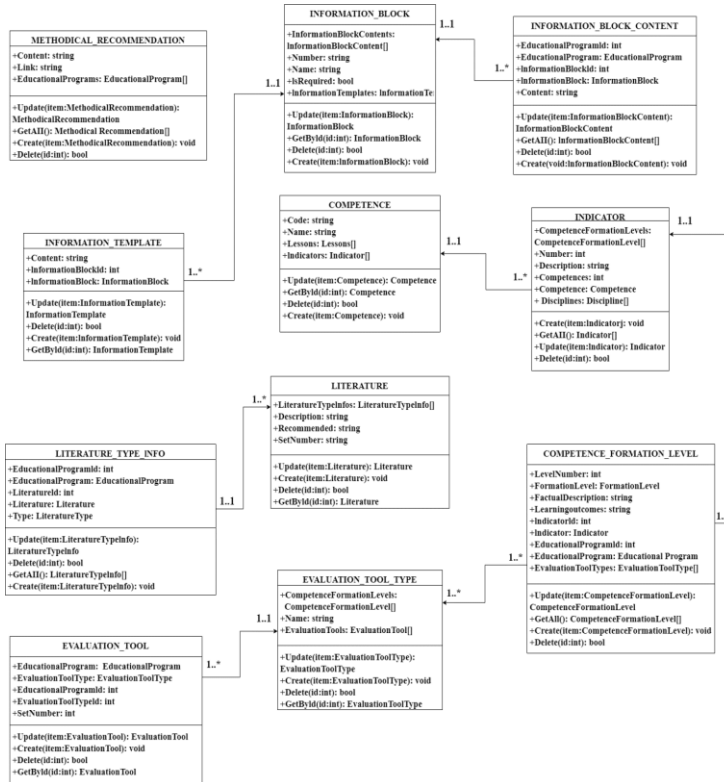 METHODICAL_RECOMMENDATION
+Content: string
+Link: string
+EducationalPrograms: EducationalProgram[]
+Update(item:MethodicalRecommendation):
MethodicalRecommendation
+GetAll(): Methodical Recommendation[]
+Create(item:MethodicalRecommendation): void
+Delete(id:int): bool
INFORMATION_BLOCK
+InformationBlockContents:
InformationBlockContent[]
+Number: string
+Name: string
+IsRequired: bool
+InformationTemplates: InformationTe
+Update(item:InformationBlock):
InformationBlock
+GetById(id:int): InformationBlock
+Delete(id:int): bool
+Create(item:InformationBlock): void
1..1
1..1
1..*
INFORMATION_BLOCK_CONTENT
+EducationalProgramId: int
+EducationalProgram: EducationalProgram
+InformationBlockId: int
+InformationBlock: InformationBlock
+Content: string
+Update(item:InformationBlockContent):
InformationBlockContent
+GetAll(): InformationBlockContent[]
+Delete(id:int): bool
+Create(void:InformationBlockContent): void
INFORMATION_TEMPLATE
+Content: string
+InformationBlockId: int
+InformationBlock: InformationBlock
+Update(item:InformationTemplate):
InformationTemplate
+Delete(id:int): bool
+Create(item:InformationTemplate): void
+GetById(id:int): InformationTemplate
1..*
COMPETENCE
+Code: string
+Name: string
+Lessons: Lessons[]
+Indicators: Indicator[]
+Update(item:Competence): Competence
+GetById(id:int): Competence
+Delete(id:int): bool
+Create(item:Competence): void
1..1
1..*
INDICATOR
+CompetenceFormationLevels:
CompetenceFormationLevel[]
+Number: int
+Description: string
+Competences: int
+Competence: Competence
+ Disciplines: Discipline[]
+Create(item:Indicatorj: void
+GetAll(): Indicator[]
+Update(item:Indicator): Indicator
+Delete(id:int): bool
1..1
LITERATURE
+LiteratureTypeInfos: LiteratureTypeInfo[]
+Description: string
+Recommended: string
+SetNumber: string
+Update(item:Literature): Literature
+Create(item:Literature): void
+Delete(id:int): bool
+GetById(id:int): Literature
1..*
LITERATURE_TYPE_INFO
+EducationalProgramId: int
+EducationalProgram: EducationalProgram
+LiteratureId: int
+Literature: Literature
+Type: LiteratureType
+Update(item:LiteratureTypeInfo):
LiteratureTypeInfo
+Delete(id:int): bool
+GetAll(): LiteratureTypeInfo[]
+Create(item:LiteratureTypeInfo): void
1..1
COMPETENCE_FORMATION_LEVEL
+LevelNumber: int
+FormationLevel: FormationLevel
+FactualDescription: string
+Learningoutcomes: string
+IndicatorId: int
+Indicator: Indicator
+EducationalProgramId: int
+EducationalProgram: Educational Program
+EvaluationToolTypes: EvaluationToolType[]
+Update(item:CompetenceFormationLevel):
CompetenceFormationLevel
+GetAll(): CompetenceFormationLevel[]
+Create(item:CompetenceFormationLevel): void
+Delete(id:int): bool
1..
1..*
EVALUATION_TOOL_TYPE
+CompetenceFormationLevels:
CompetenceFormationLevel[]
+Name: string
+EvaluationTools: EvaluationTool[]
+Update(item:EvaluationToolType):
EvaluationToolType
+Create(item:EvaluationToolType): void
+Delete(id:int): bool
+GetById(id:int): EvaluationToolType
1..*
1..1
EVALUATION_TOOL
+EducationalProgram: EducationalProgram
+EvaluationToolType: EvaluationToolType
+EducationalProgramId: int
+EvaluationToolTypeId: int
+SetNumber: int
+Update(item:EvaluationTool): EvaluationTool
+Create(item:EvaluationTool): void
+Delete(id:int): bool
+GetById(id:int): EvaluationTool
1..*